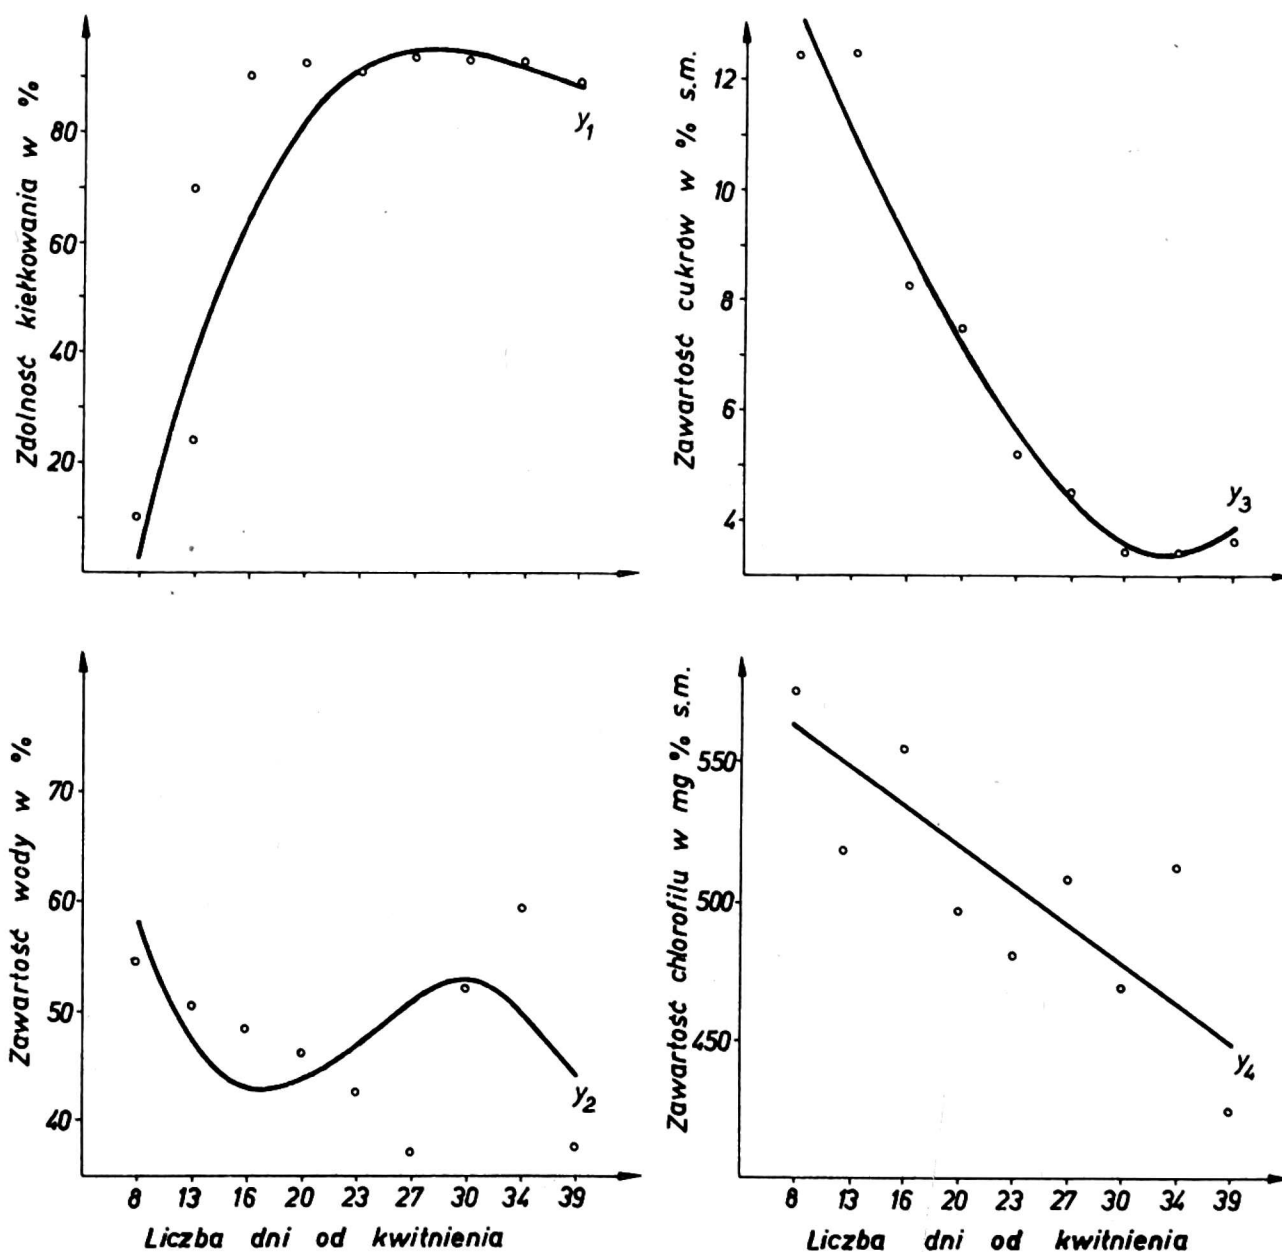 Zdolność kiełkowania w %
80
60
40
20
y1
Zawartość cukrów w % s.m.
12
10
8
6
4
y3
Zawartość wody w %
70
60
50
40
y2
8 13 16 20 23 27 30 34 39
Liczba dni od kwitnienia
Zawartość chlorofilu w mg % s.m.
550
500
450
y4
8 13 16 20 23 27 30 34 39
Liczba dni od kwitnienia